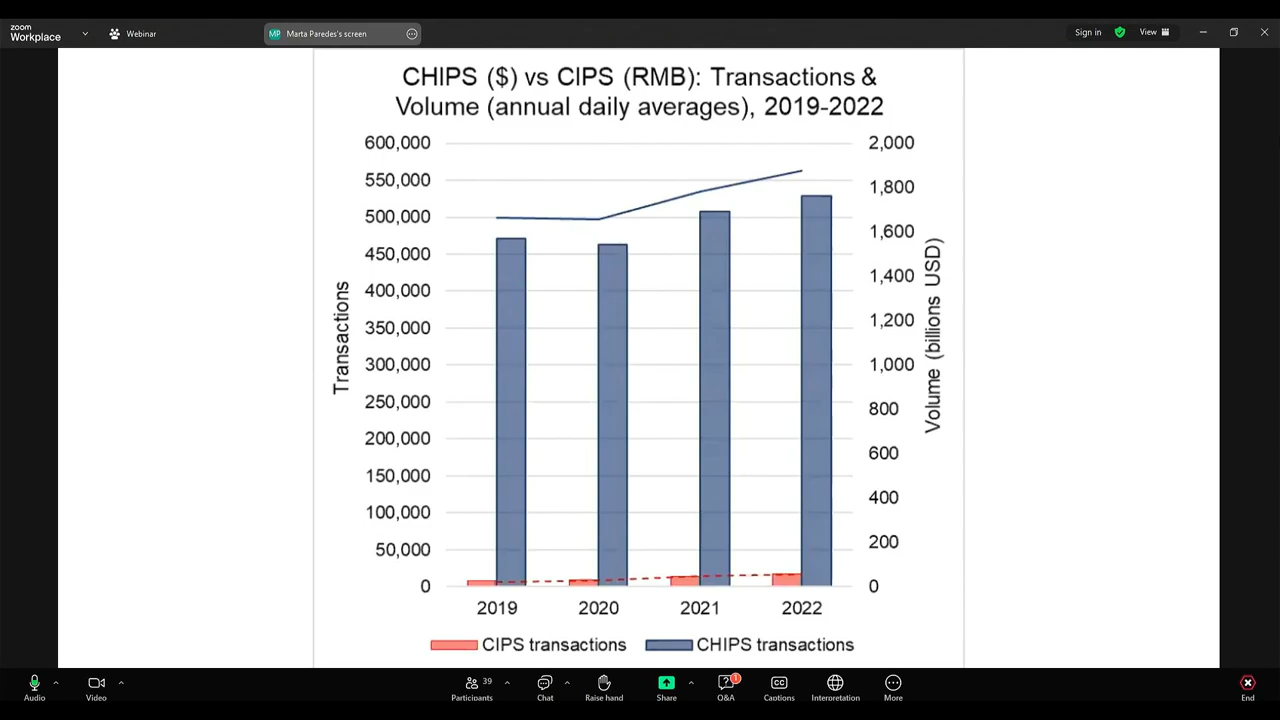 zoom
Workplace
Webinar
MP Marta Paredes's screen
Sign in
View
CHIPS ($) vs CIPS (RMB): Transactions &
Volume (annual daily averages), 2019-2022
Transactions
600,000
550,000
500,000
450,000
400,000
350,000
300,000
250,000
200,000
150,000
100,000
50,000
0
2,000
1,800
1,600
1,400
1,200
1,000
800
600
400
200
0
Volume (billions USD)
2019 2020 2021 2022
CIPS transactions CHIPS transactions
Audio
Video
Participants 39
Chat
Raise hand
Share
Q&A 1
CC Captions
Interpretation
More
End